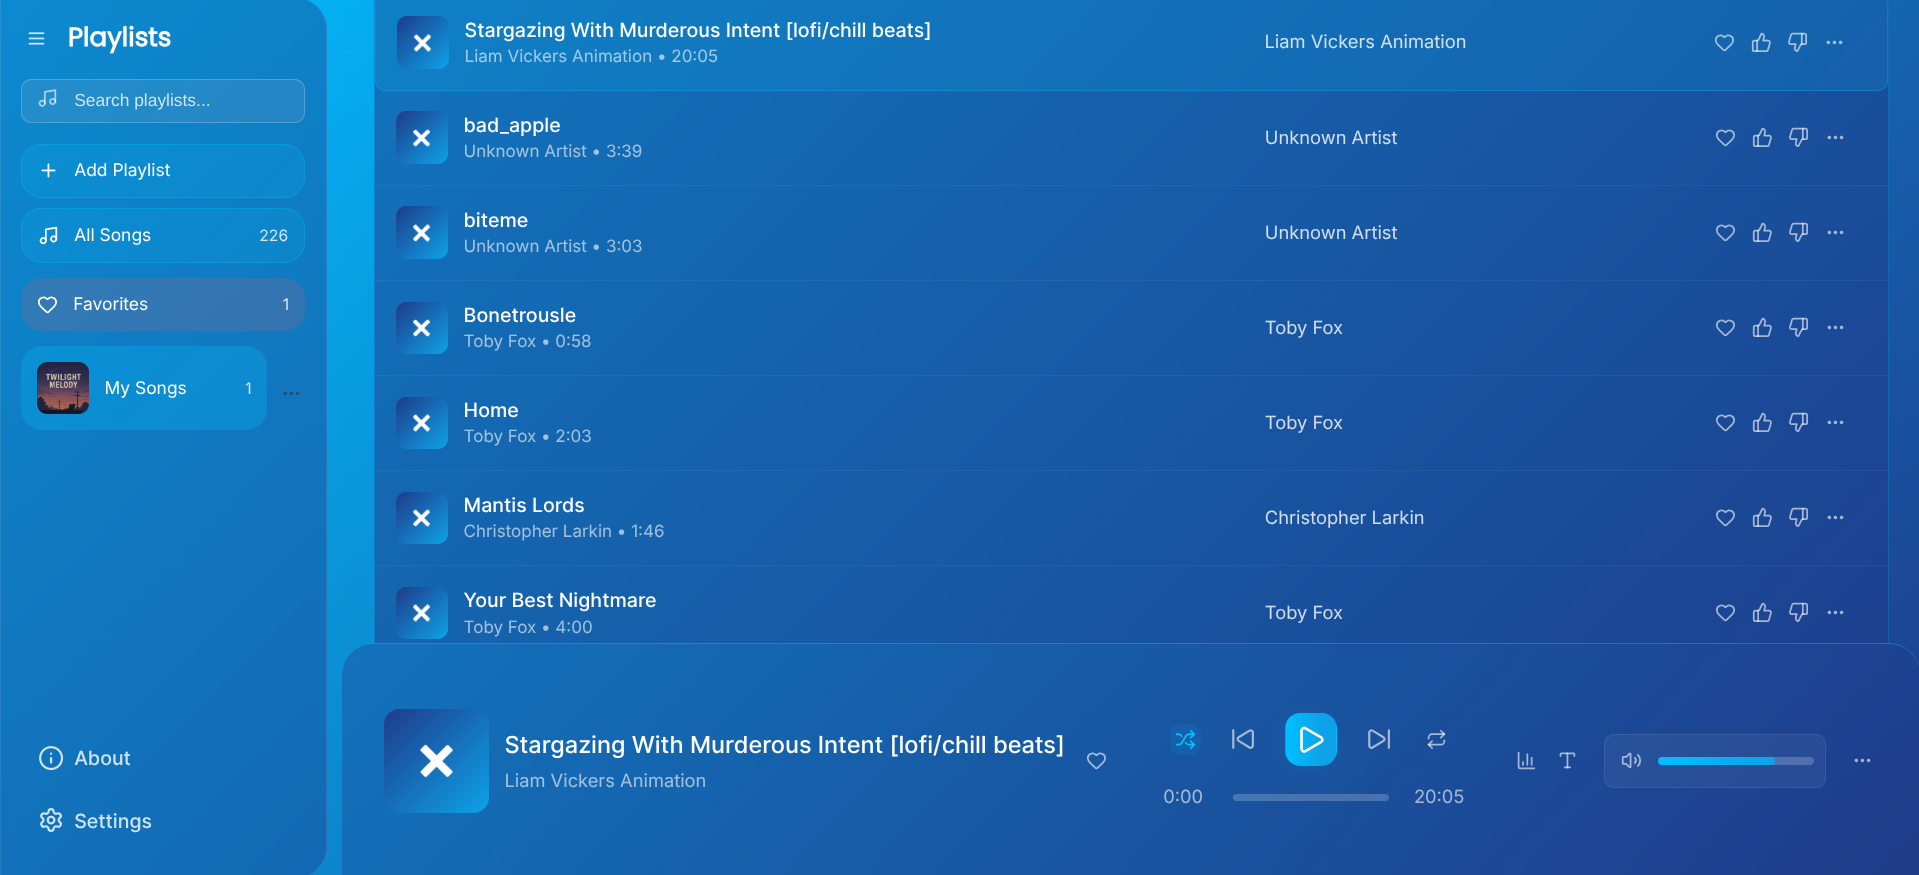 Playlists
Search playlists...
Add Playlist
All Songs 226
Favorites 1
TWILIGHT
MELODY
My Songs 1
About
Settings
Stargazing With Murderous Intent [lofi/chill beats]
Liam Vickers Animation • 20:05
Liam Vickers Animation
bad_apple
Unknown Artist • 3:39
Unknown Artist
biteme
Unknown Artist • 3:03
Unknown Artist
Bonetrousle
Toby Fox • 0:58
Toby Fox
Home
Toby Fox • 2:03
Toby Fox
Mantis Lords
Christopher Larkin • 1:46
Christopher Larkin
Your Best Nightmare
Toby Fox • 4:00
Toby Fox
Stargazing With Murderous Intent [lofi/chill beats]
Liam Vickers Animation
0:00
20:05